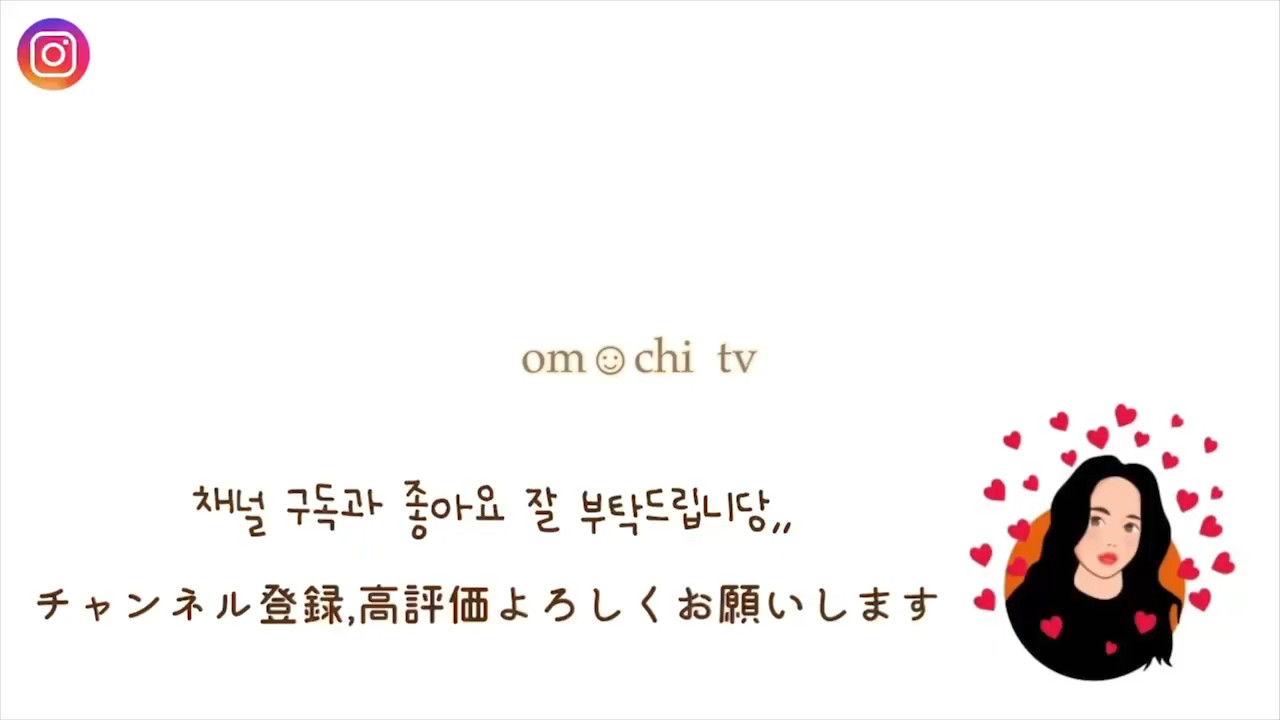 om☺chi tv
채널 구독과 좋아요 잘 부탁드립니당,,
チャンネル登録,高評価よろしくお願いします